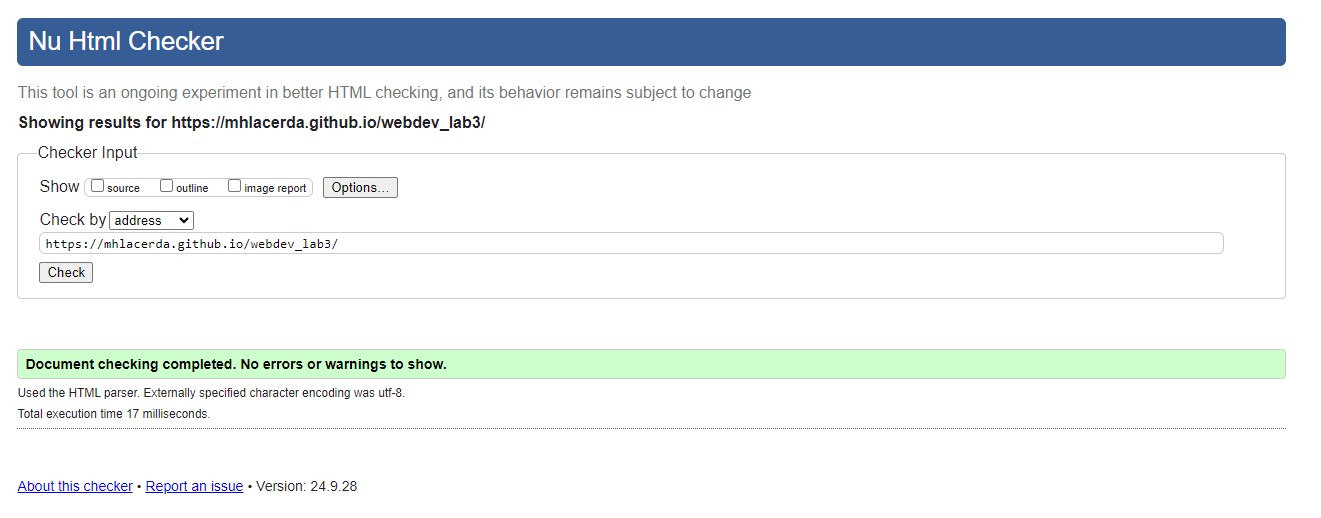 Nu Html Checker
This tool is an ongoing experiment in better HTML checking, and its behavior remains subject to change
Showing results for https://mhlacerda.github.io/webdev_lab3/
Checker Input
Show source outline image report Options...
Check by address
https://mhlacerda.github.io/webdev_lab3/
Check
Document checking completed. No errors or warnings to show.
Used the HTML parser. Externally specified character encoding was utf-8.
Total execution time 17 milliseconds.
About this checker • Report an issue • Version: 24.9.28